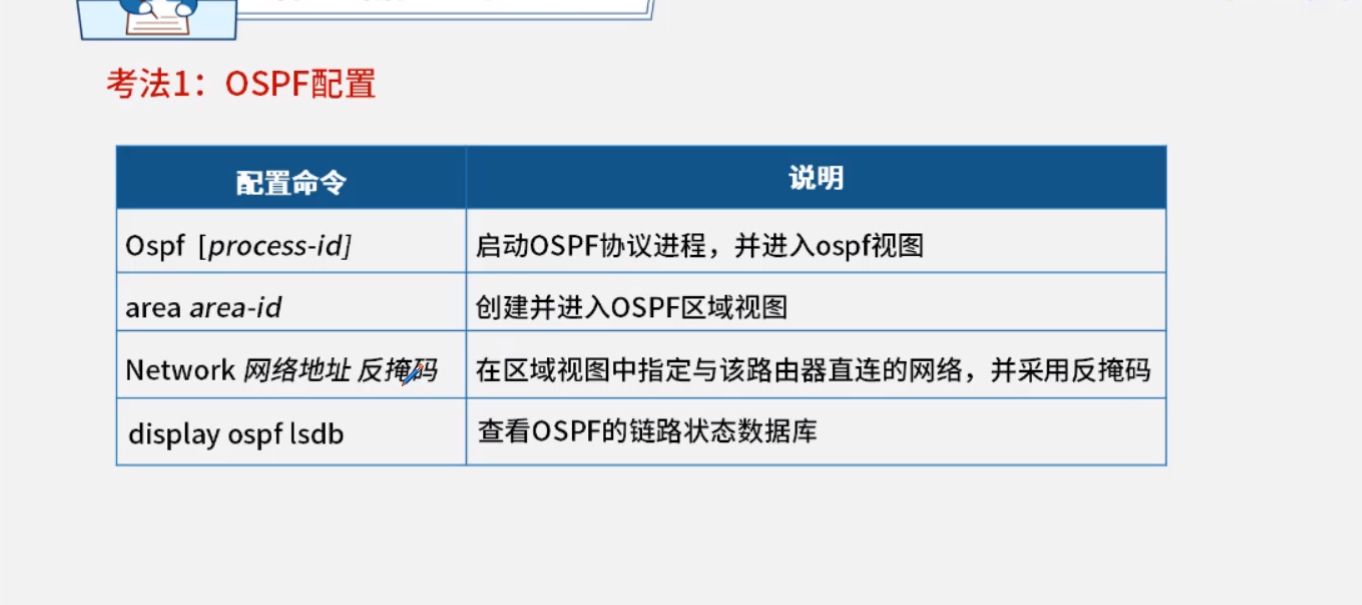 考法1：OSPF配置
配置命令 说明
Ospf [process-id] 启动OSPF协议进程，并进入ospf视图
area area-id 创建并进入OSPF区域视图
Network 网络地址 反掩码 在区域视图中指定与该路由器直连的网络，并采用反掩码
display ospf lsdb 查看OSPF的链路状态数据库